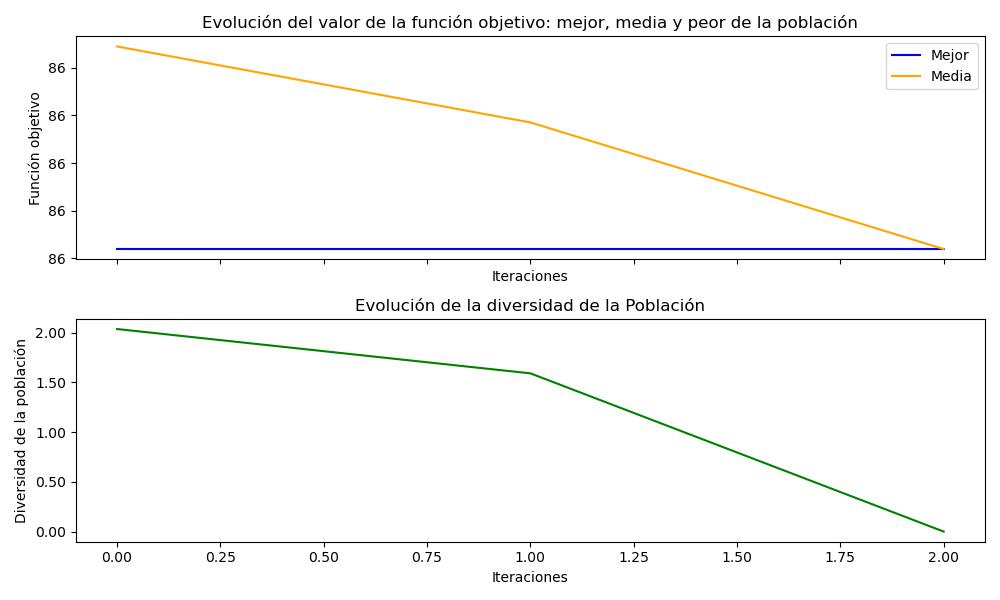 Evolución del valor de la función objetivo: mejor, media y peor de la población
Mejor
Media
Función objetivo
86
86
86
86
86
Iteraciones
Evolución de la diversidad de la Población
Diversidad de la población
2.00
1.50
1.00
0.50
0.00
0.00 0.25 0.50 0.75 1.00 1.25 1.50 1.75 2.00
Iteraciones